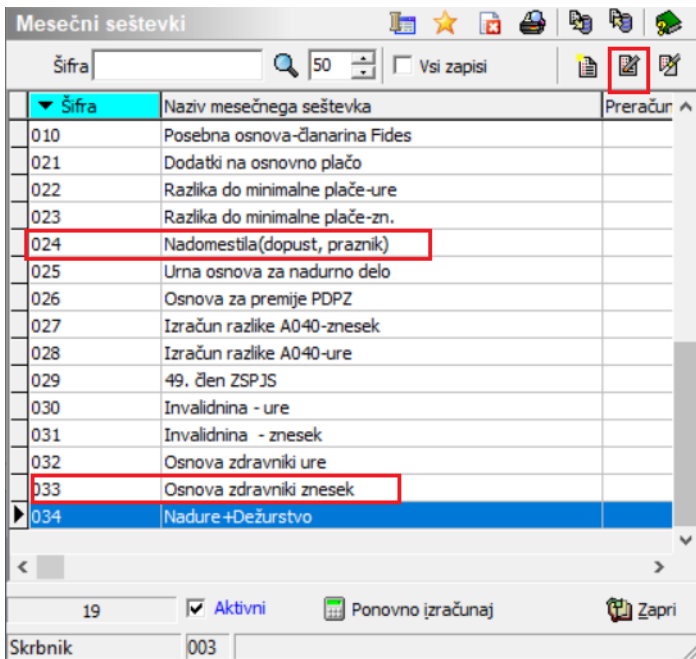 Mesečni seštevki
Šifra 50 Vsi zapisi
Šifra Naziv mesečnega seštevka Preračun
010 Posebna osnova-članarina Fides
021 Dodatki na osnovno plačo
022 Razlika do minimalne plače-ure
023 Razlika do minimalne plače-zn.
024 Nadomestila(dopust, praznik)
025 Urna osnova za nadurno delo
026 Osnova za premije PDPZ
027 Izračun razlike A040-znesek
028 Izračun razlike A040-ure
029 49. člen ZSPJS
030 Invalidnina - ure
031 Invalidnina - znesek
032 Osnova zdravniki ure
033 Osnova zdravniki znesek
034 Nadure+Dežurstvo
19 Aktivni Ponovno izračunaj Zapri
Skrbnik 003